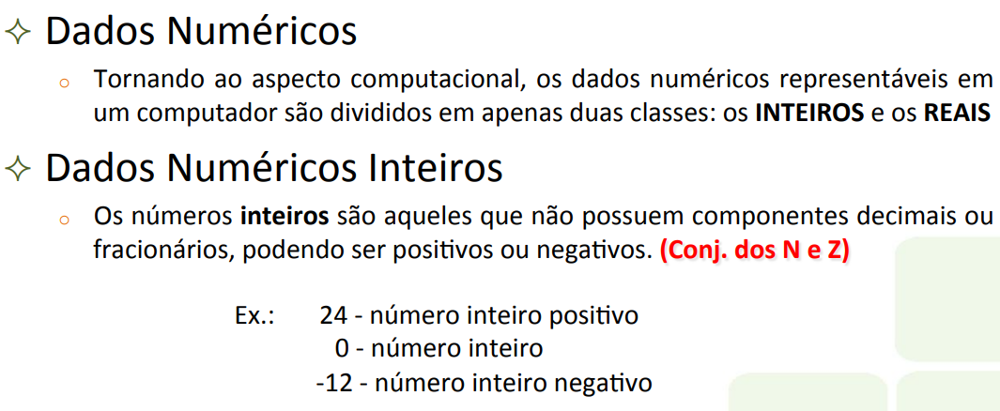 Dados Numéricos
Tornando ao aspecto computacional, os dados numéricos representáveis em
um computador são divididos em apenas duas classes: os INTEIROS e os REAIS
Dados Numéricos Inteiros
Os números inteiros são aqueles que não possuem componentes decimais ou
fracionários, podendo ser positivos ou negativos. (Conj. dos N e Z)
Ex.: 24 - número inteiro positivo
0 - número inteiro
-12 - número inteiro negativo